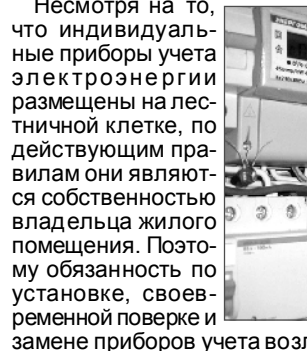 Несмотря на то,
что индивидуаль-
ные приборы учета
электроэнергии
размещены на лес-
тничной клетке, по
действующим пра-
вилам они являют-
ся собственностью
владельца жилого
помещения. Поэто-
му обязанность по
установке, своев-
ременной поверке и
замене приборов учета